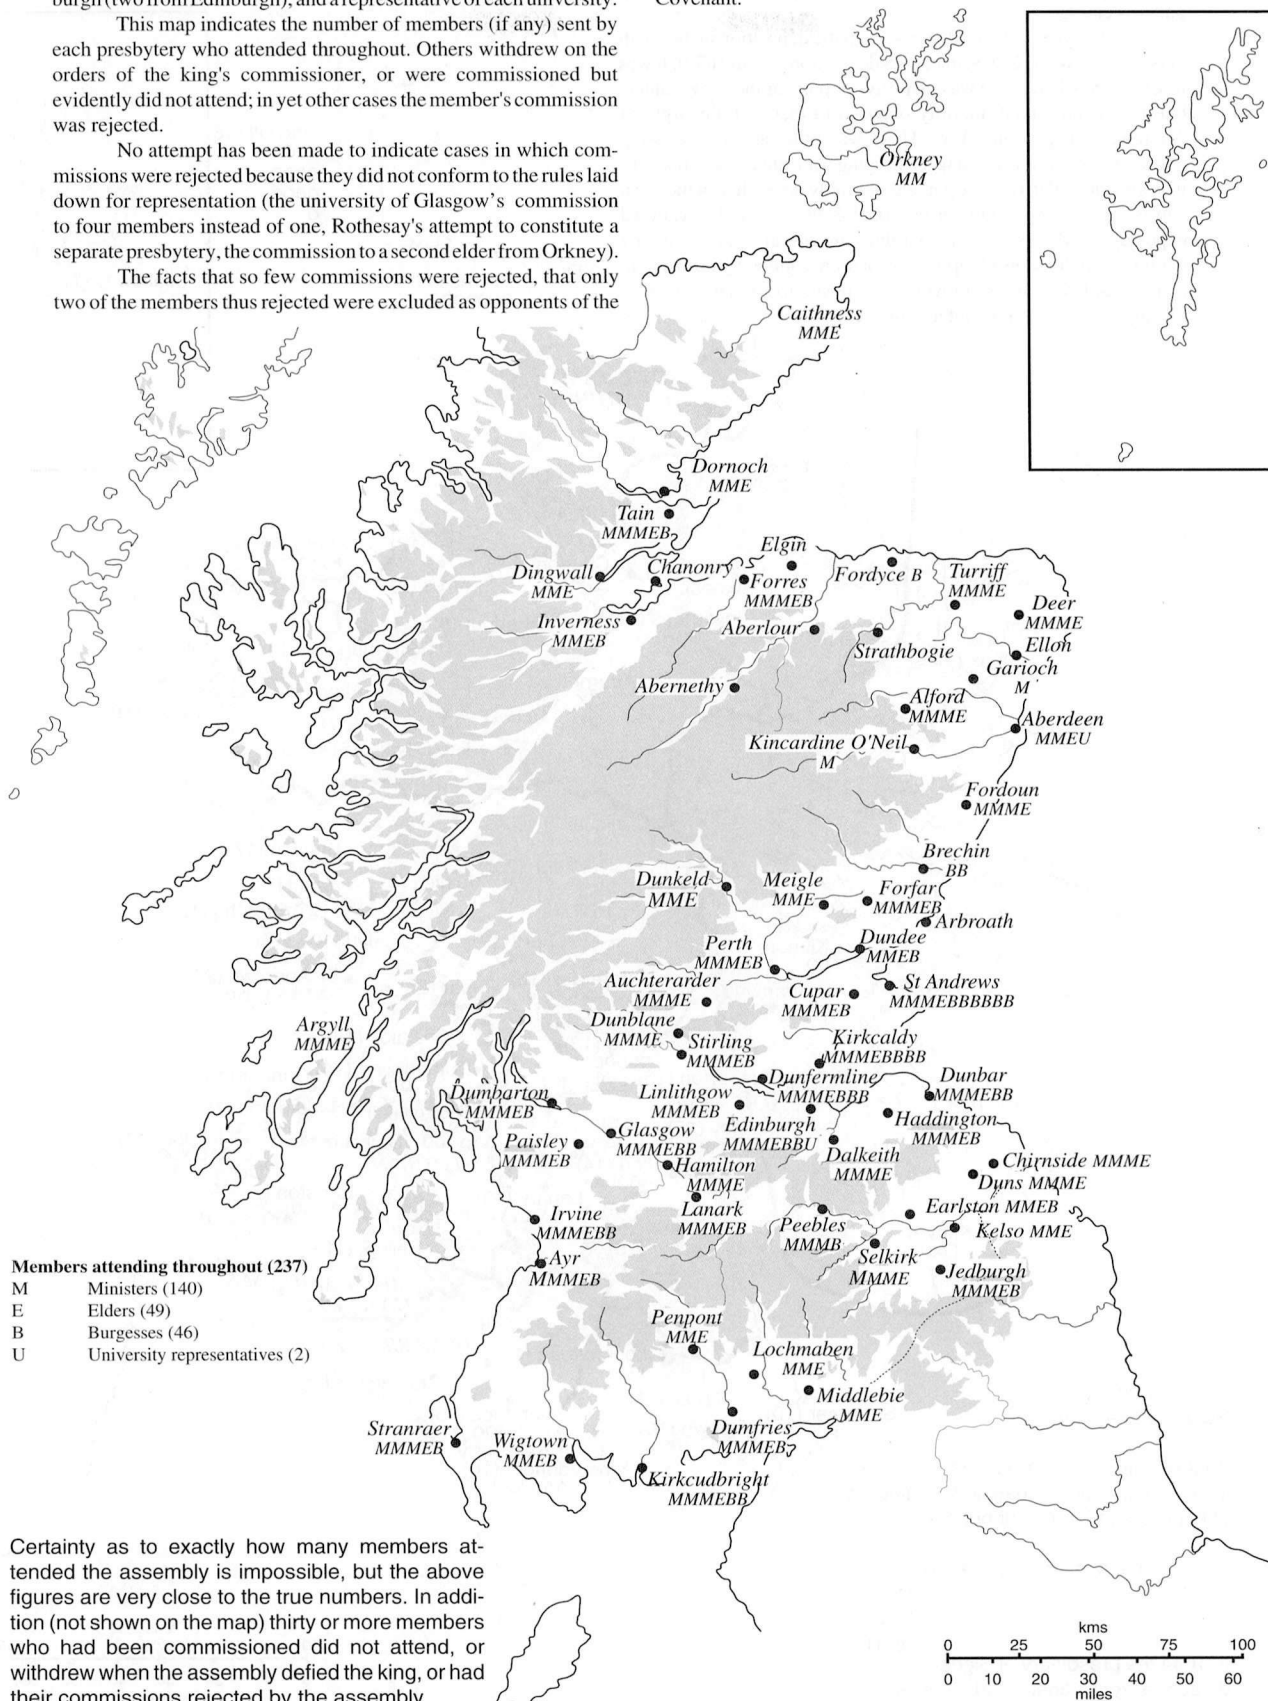 burgh (two from Edinburgh), and a representative of each university.
This map indicates the number of members (if any) sent by
each presbytery who attended throughout. Others withdrew on the
orders of the king's commissioner, or were commissioned but
evidently did not attend; in yet other cases the member's commission
was rejected.
No attempt has been made to indicate cases in which com-
missions were rejected because they did not conform to the rules laid
down for representation (the university of Glasgow's commission
to four members instead of one, Rothesay's attempt to constitute a
separate presbytery, the commission to a second elder from Orkney).
The facts that so few commissions were rejected, that only
two of the members thus rejected were excluded as opponents of the
Covenant.
Orkney
MM
Caithness
MME
Dornoch
MME
Tain
MMMEB
Dingwall
MME
Chanonry
Elgin
Forres
MMMEB
Fordyce B
Turriff
MMME
Deer
MMME
Inverness
MMEB
Aberlour
Strathbogie
Ellon
Garioch
M
Abernethy
Alford
MMME
Aberdeen
MMEU
Kincardine O'Neil
M
Fordoun
MMME
Brechin
BB
Dunkeld
MME
Meigle
MME
Forfar
MMMEB
Arbroath
Perth
MMMEB
Dundee
MMEB
Auchterarder
MMME
Cupar
MMMEB
St Andrews
MMMEBBBBBB
Argyll
MMME
Dunblane
MMME
Stirling
MMMEB
Kirkcaldy
MMMEBBBB
Dunfermline
MMMEBBB
Dumbarton
MMMEB
Linlithgow
MMMEB
Dunbar
MMMEBB
Edinburgh
MMMEBBU
Haddington
MMMEB
Glasgow
MMMEBB
Paisley
MMMEB
Dalkeith
MMME
Hamilton
MMME
Chirnside MMME
Duns MMME
Lanark
MMMEB
Earlston MMEB
Irvine
MMMEBB
Peebles
MMMB
Kelso MME
Selkirk
MMME
Ayr
MMMEB
Jedburgh
MMMEB
Members attending throughout (237)
M Ministers (140)
E Elders (49)
B Burgesses (46)
U University representatives (2)
Penpont
MME
Lochmaben
MME
Middlebie
MME
Dumfries
MMMEB
Stranraer
MMMEB
Wigtown
MMEB
Kirkcudbright
MMMEBB
Certainty as to exactly how many members at-
tended the assembly is impossible, but the above
figures are very close to the true numbers. In addi-
tion (not shown on the map) thirty or more members
who had been commissioned did not attend, or
withdrew when the assembly defied the king, or had
their commissions rejected by the assembly.
kms
0 25 50 75 100
0 10 20 30 40 50 60
miles